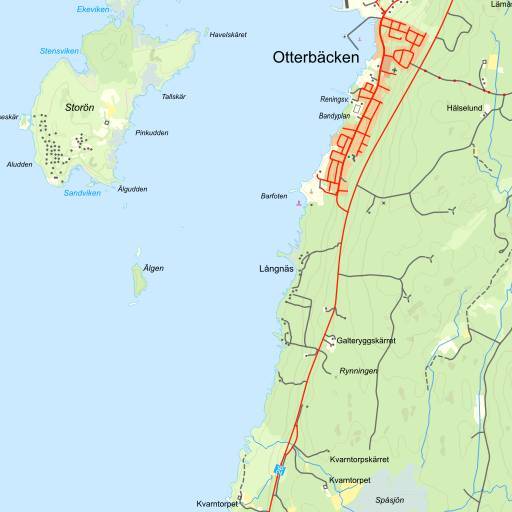 Lämå
Ekeviken
Havelskäret
Stensviken
Otterbäcken
Tallskär
Reningsv.
Storön
Hälselund
Bandyplan
eskär
Pinkudden
Aludden
Älgudden
Sandviken
Barfoten
Älgen
Långnäs
Galteryggskärret
Rynningen
Kvarntorpskärret
Kvarntorpet
Spåsjön
Kvarntorpet